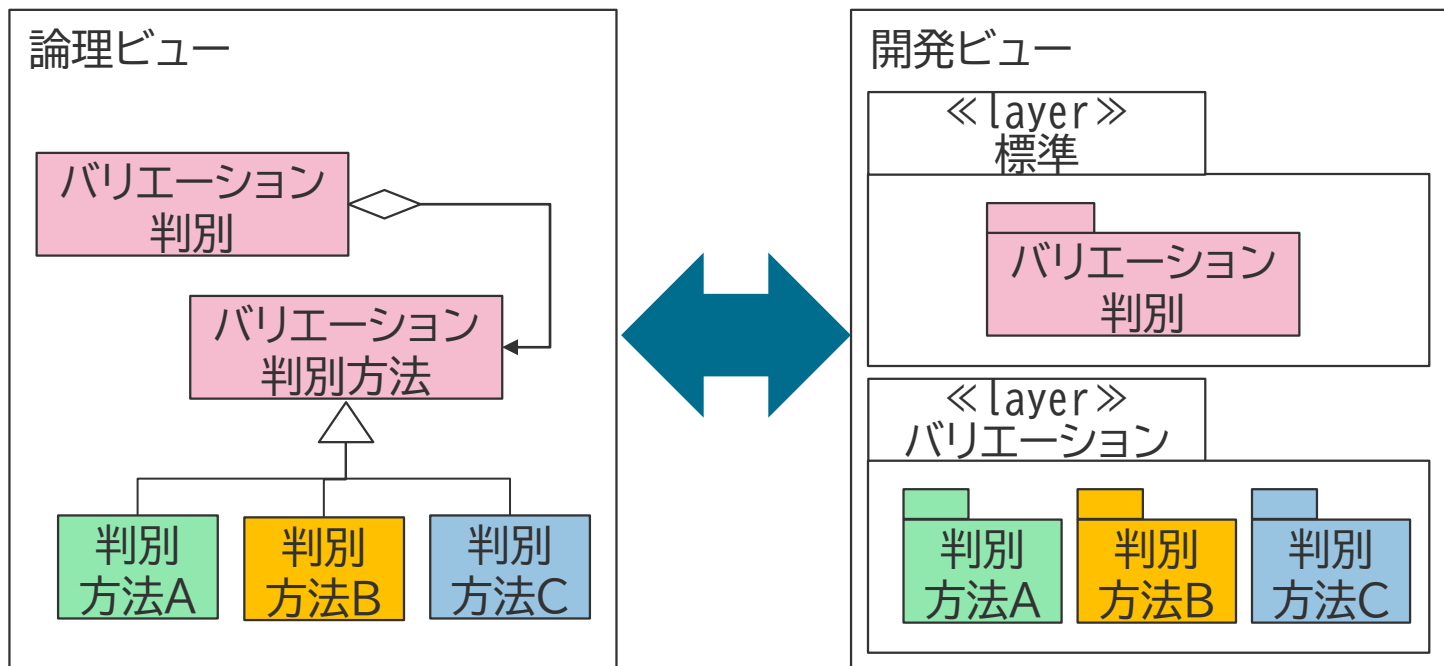 論理ビュー
バリエーション
判別
バリエーション
判別方法
判別
方法A
判別
方法B
判別
方法C
開発ビュー
≪layer≫
標準
バリエーション
判別
≪layer≫
バリエーション
判別
方法A
判別
方法B
判別
方法C